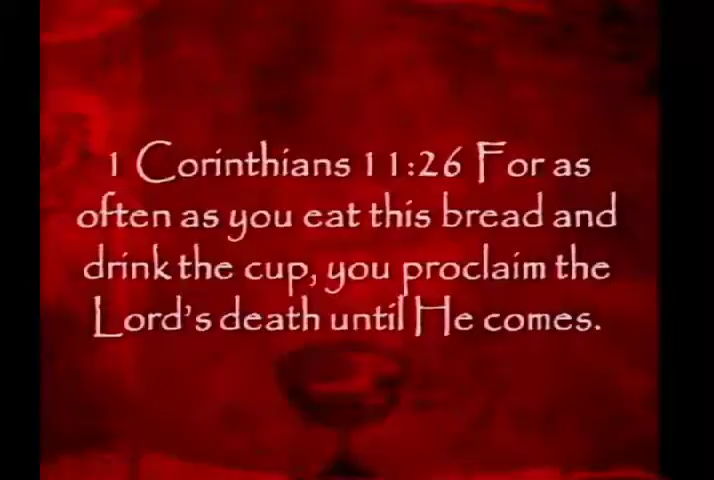 1 Corinthians 11:26 For as
often as you eat this bread and
drink the cup, you proclaim the
Lord's death until He comes.